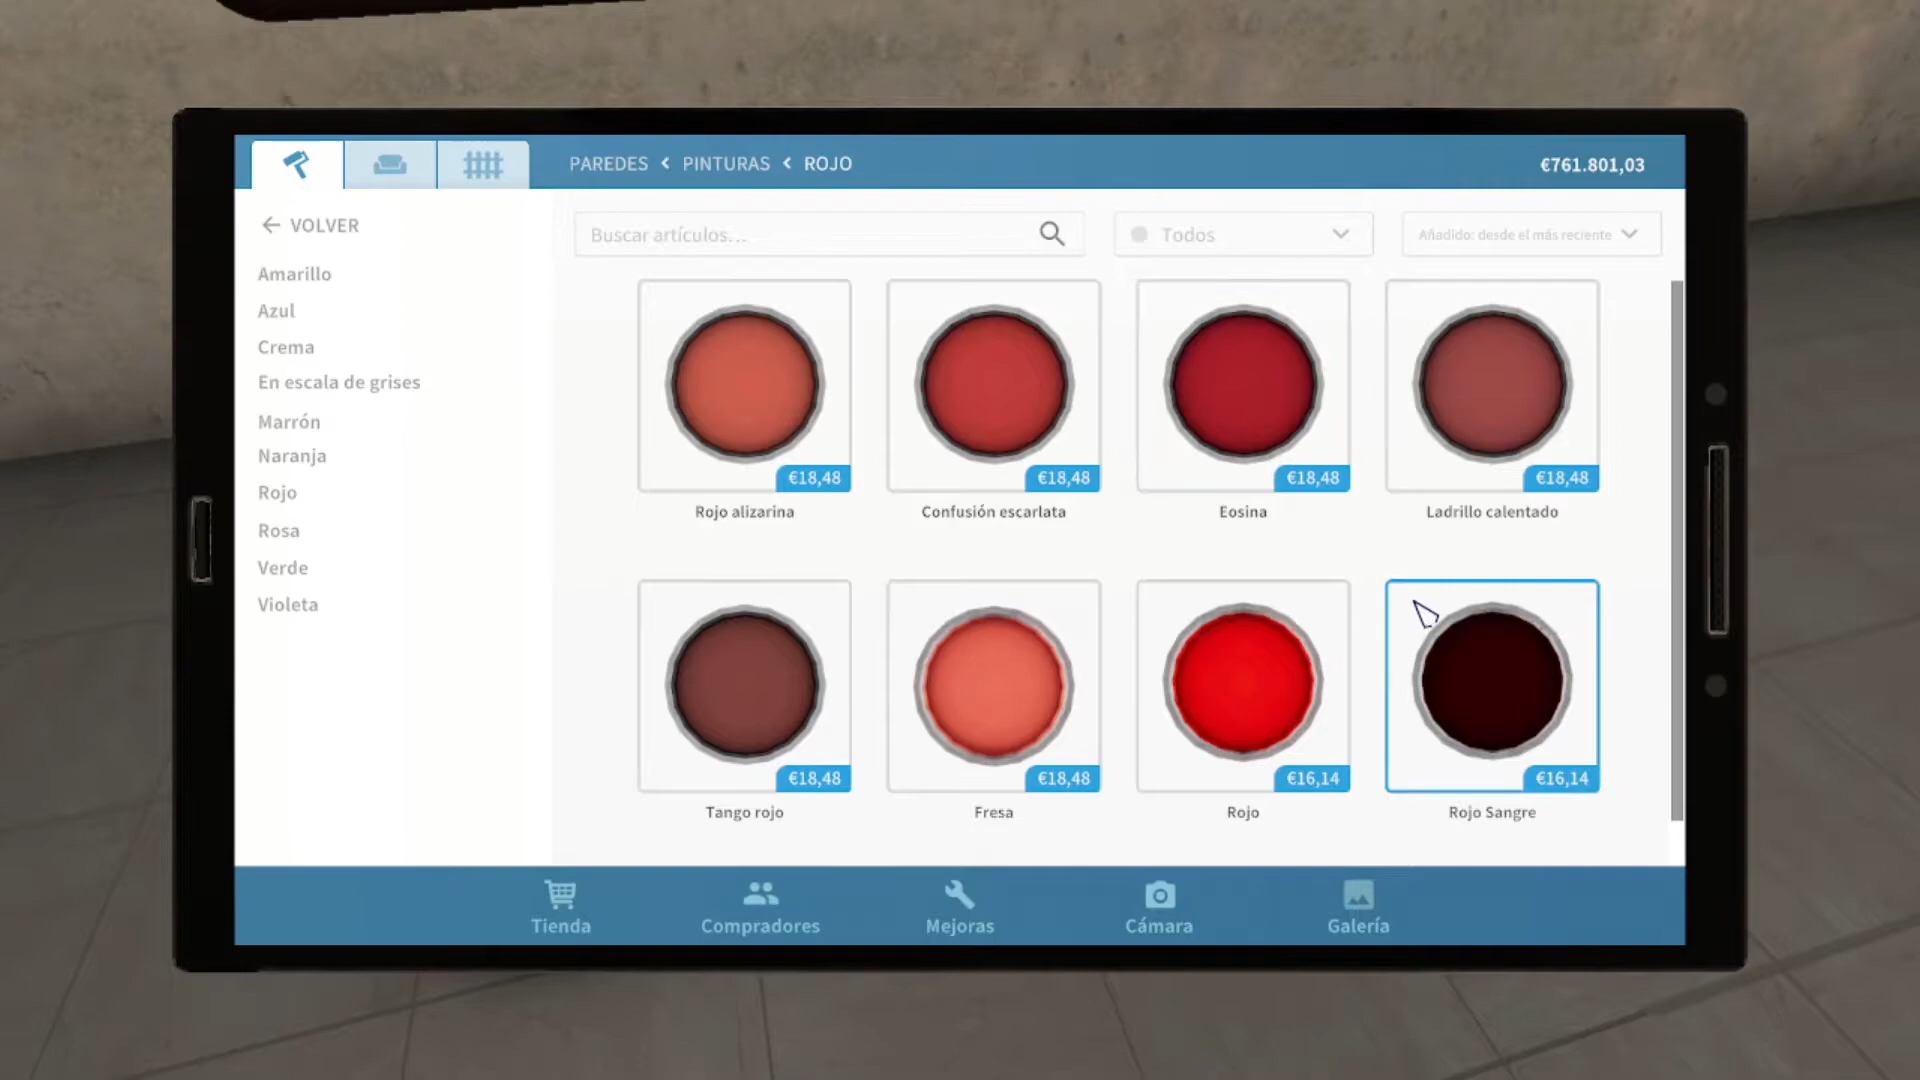 PAREDES < PINTURAS < ROJO
€761.801,03
VOLVER
Amarillo
Azul
Crema
En escala de grises
Marrón
Naranja
Rojo
Rosa
Verde
Violeta
Buscar artículos...
Todos
Añadido: desde el más reciente
€18,48
€18,48
€18,48
€18,48
Rojo alizarina
Confusión escarlata
Eosina
Ladrillo calentado
€18,48
€18,48
€16,14
€16,14
Tango rojo
Fresa
Rojo
Rojo Sangre
Tienda
Compradores
Mejoras
Cámara
Galería